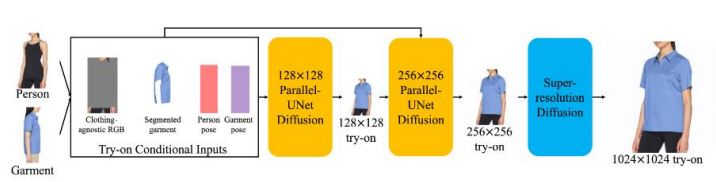 Person
Garment
Clothing-
agnostic RGB
Segmented
garment
Person
pose
Garment
pose
Try-on Conditional Inputs
128×128
Parallel-
UNet
Diffusion
128×128
try-on
256×256
Parallel-
UNet
Diffusion
256×256
try-on
Super-
resolution
Diffusion
1024×1024 try-on